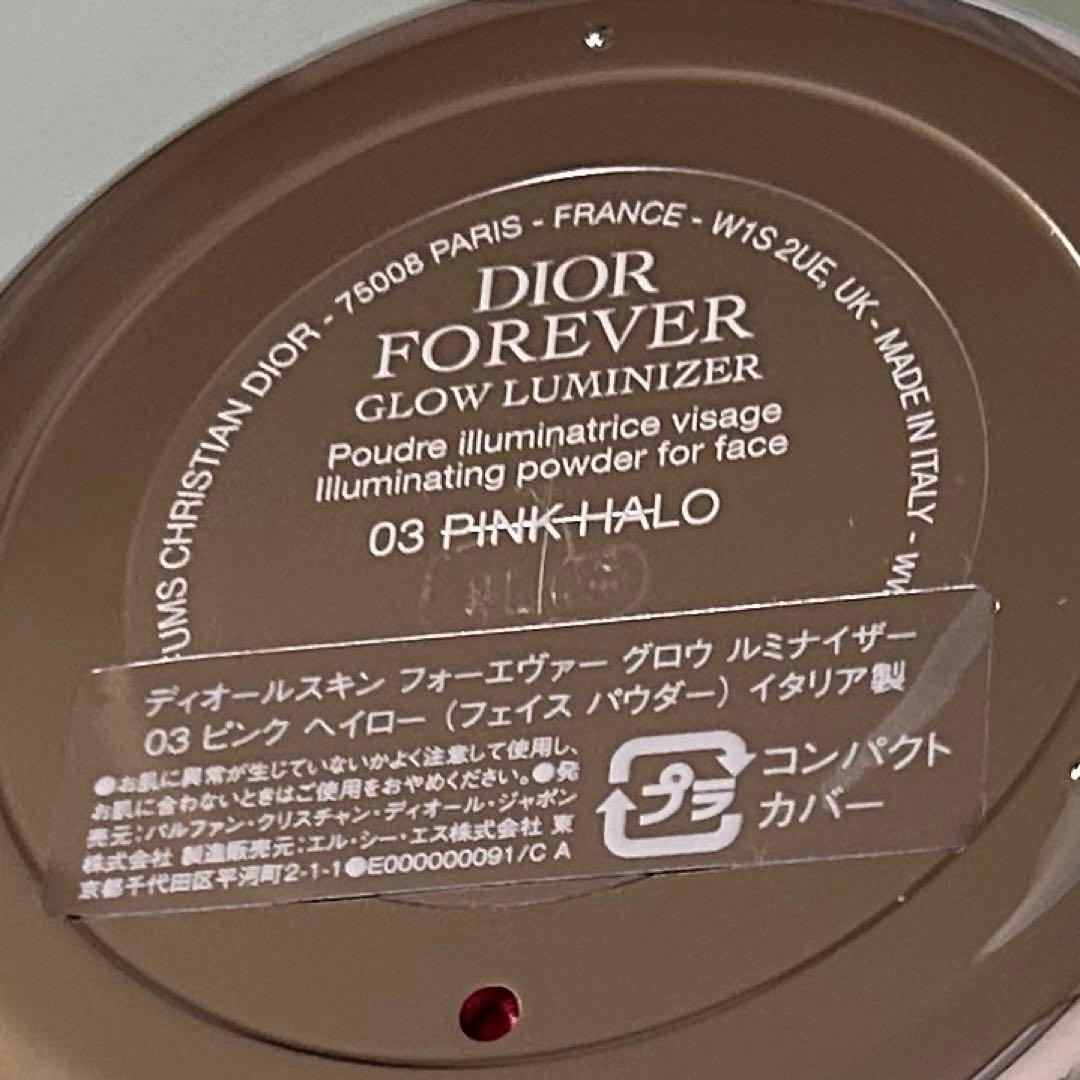 UMS CHRISTIAN DIOR - 75008 PARIS - FRANCE - W1S 2UE, UK - MADE IN ITALY - W
DIOR
FOREVER
GLOW LUMINIZER
Poudre illuminatrice visage
Illuminating powder for face
03 PINK HALO
ディオールスキン フォーエヴァー グロウ ルミナイザー
03 ピンク ヘイロー (フェイス パウダー) イタリア製
●お肌に異常が生じていないかよく注意して使用し、
お肌に合わないときはご使用をおやめください。●発
売元:パルファン・クリスチャン・ディオール・ジャポン
株式会社 製造販売元:エル・シー・エス株式会社 東
京都千代田区平河町2-1-1●E000000091/C A
プラ
コンパクト
カバー